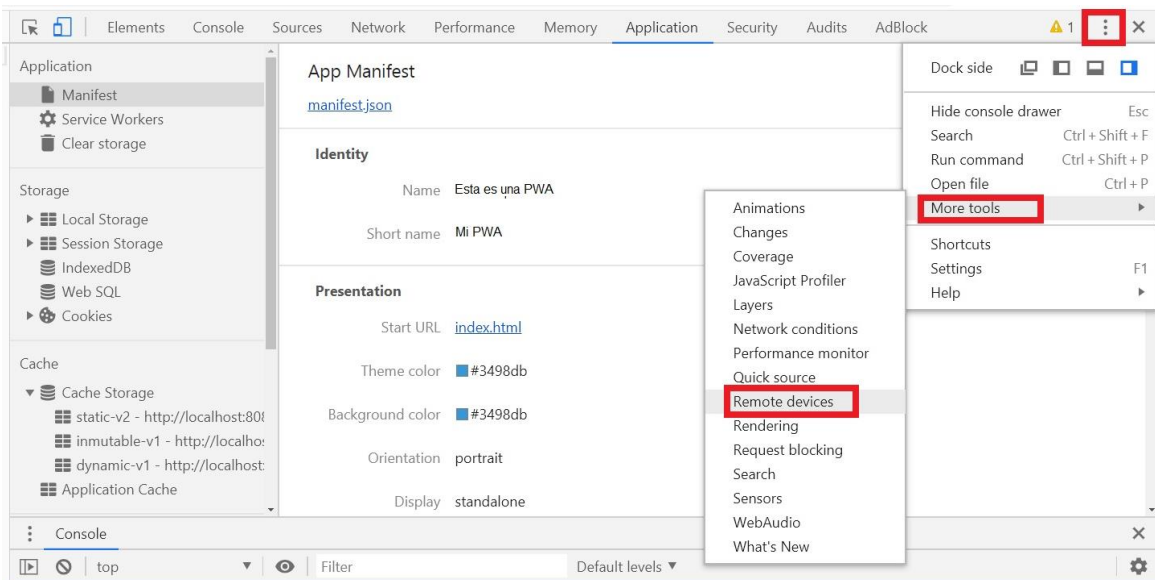 Elements Console Sources Network Performance Memory Application Security Audits AdBlock 1
Application
Manifest
Service Workers
Clear storage
Storage
Local Storage
Session Storage
IndexedDB
Web SQL
Cookies
Cache
Cache Storage
static-v2 - http://localhost:808
inmutable-v1 - http://localhos
dynamic-v1 - http://localhost:
Application Cache
App Manifest
manifest.json
Identity
Name Esta es una PWA
Short name Mi PWA
Presentation
Start URL index.html
Theme color #3498db
Background color #3498db
Orientation portrait
Display standalone
Animations
Changes
Coverage
JavaScript Profiler
Layers
Network conditions
Performance monitor
Quick source
Remote devices
Rendering
Request blocking
Search
Sensors
WebAudio
What's New
Dock side
Hide console drawer Esc
Search Ctrl + Shift + F
Run command Ctrl + Shift + P
Open file Ctrl + P
More tools
Shortcuts
Settings F1
Help
Console
top Filter Default levels